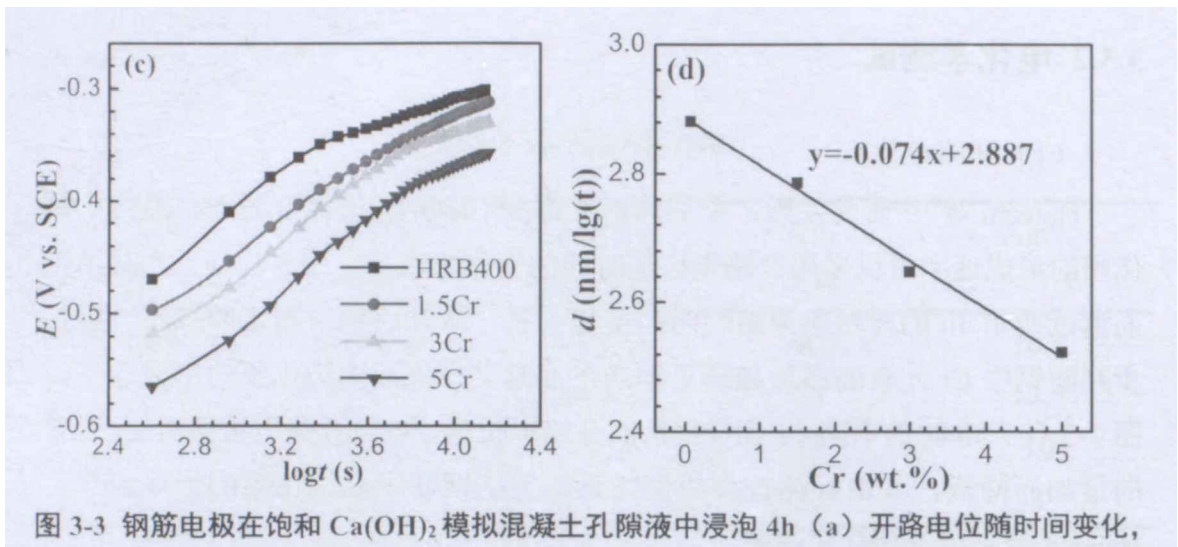 (c)
-0.3
-0.4
-0.5
-0.6
E (V vs. SCE)
HRB400
1.5Cr
3Cr
5Cr
2.4 2.8 3.2 3.6 4.0 4.4
logt (s)
(d)
3.0
2.8
2.6
2.4
d (nm/lg(t))
y=-0.074x+2.887
0 1 2 3 4 5
Cr (wt.%)
图 3-3 钢筋电极在饱和 Ca(OH)₂ 模拟混凝土孔隙液中浸泡 4h（a）开路电位随时间变化，